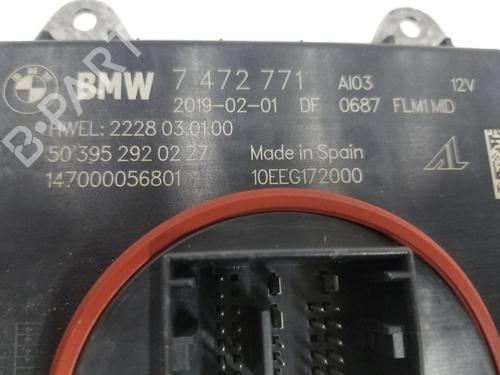 BMW 7 472 771 AI03 12V
2019-02-01 DF 0687 FLM1 MID
HWEL: 2228 03.01.00
50'395 292 02 27 Made in Spain AL
147000056801 10EEG172000
B-PART